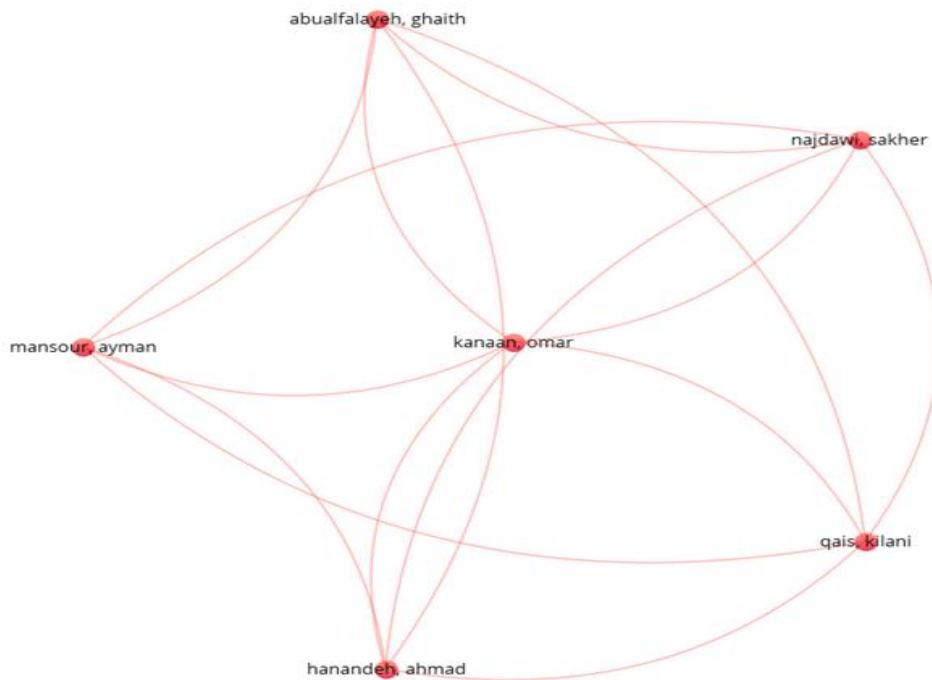 abualfalayeh, ghaith
najdawi, sakher
mansour, ayman
kanaan, omar
qais, kilani
hanandeh, ahmad